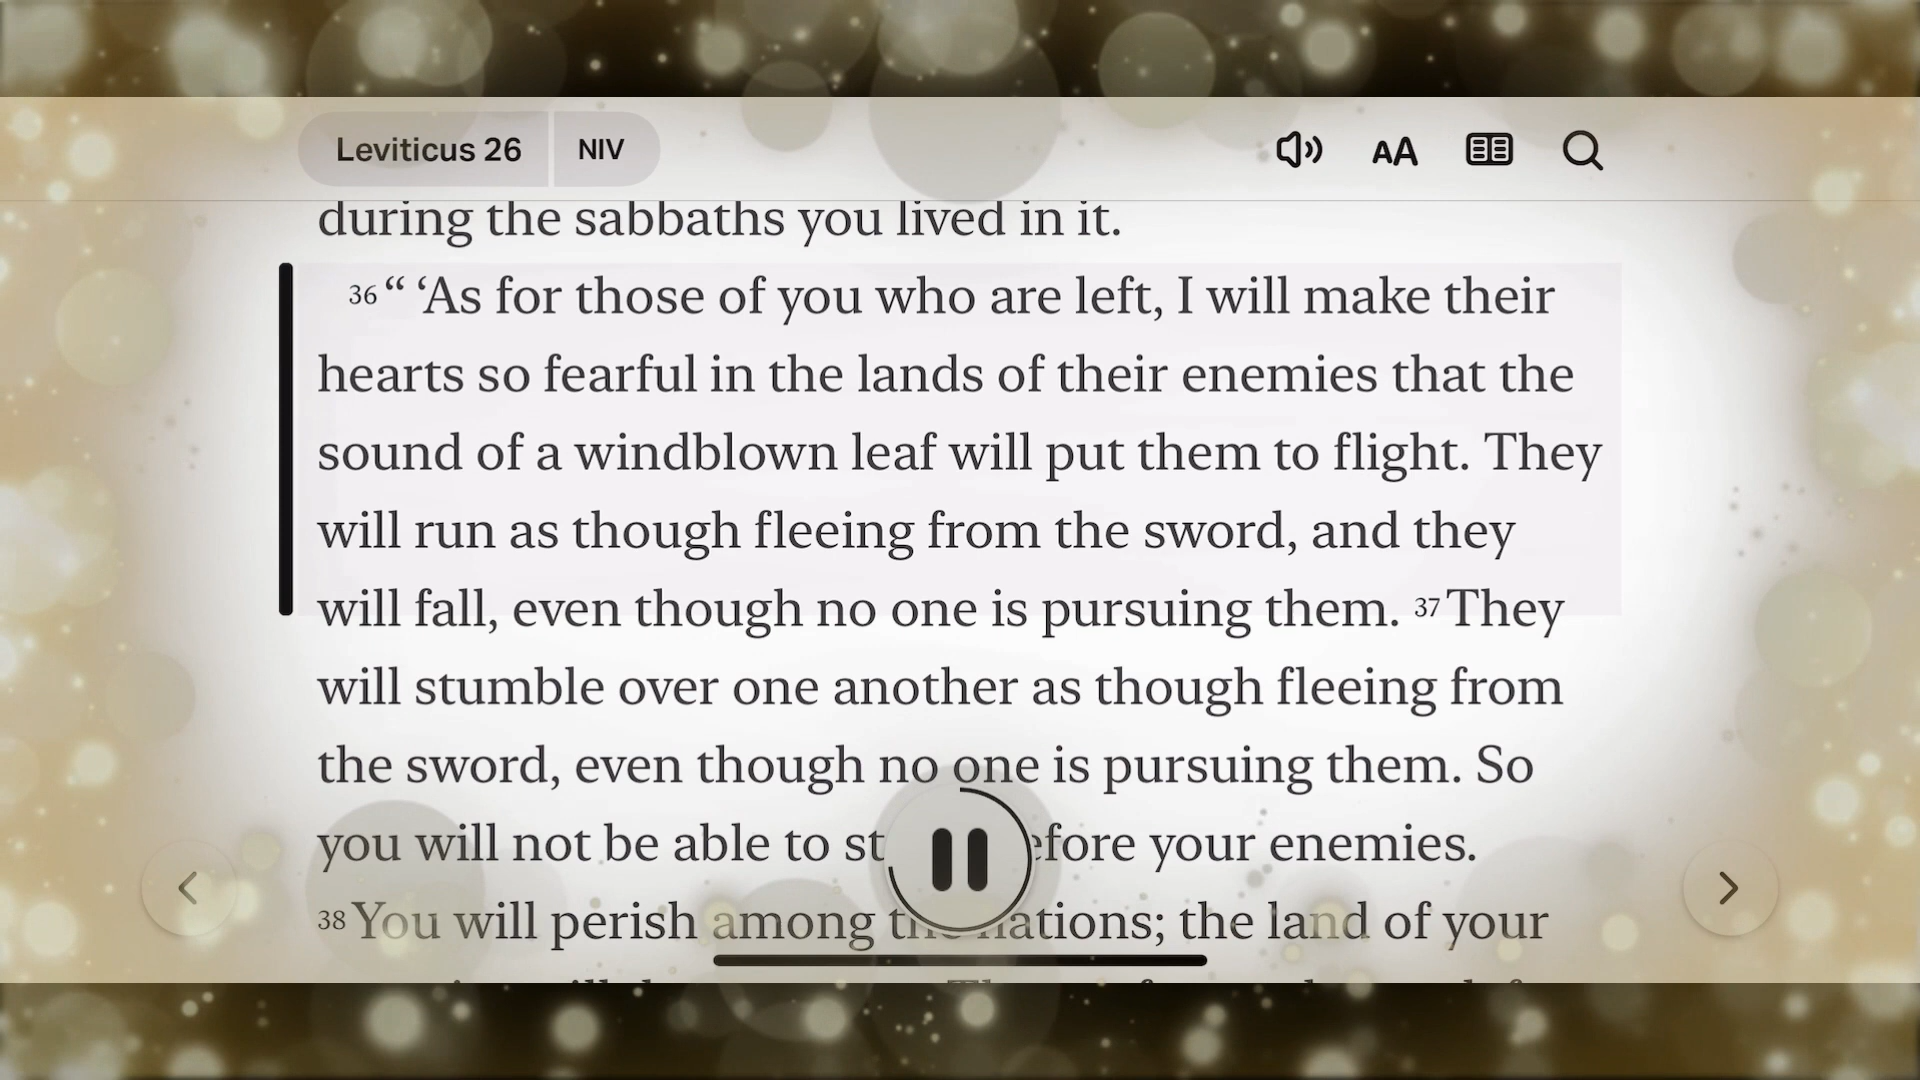 Leviticus 26 NIV AA
during the sabbaths you lived in it.
36 “ ‘As for those of you who are left, I will make their
hearts so fearful in the lands of their enemies that the
sound of a windblown leaf will put them to flight. They
will run as though fleeing from the sword, and they
will fall, even though no one is pursuing them. 37 They
will stumble over one another as though fleeing from
the sword, even though no one is pursuing them. So
you will not be able to st efore your enemies.
38 You will perish among the nations; the land of your